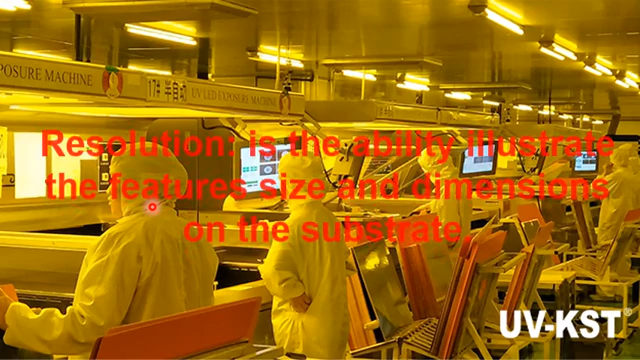 POSURE MACHINE
UV LED EXPOSURE MACHINE
Resolution: is the ability illustrate
the features size and dimensions
on the substrate
UV-KST®